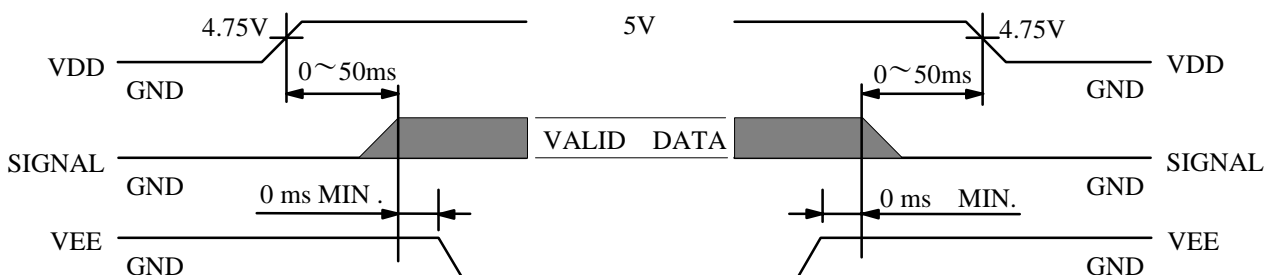 4.75V 5V 4.75V
VDD VDD
GND 0～50ms 0～50ms GND
VALID DATA
SIGNAL SIGNAL
GND GND
0 ms MIN . 0 ms MIN.
VEE VEE
GND GND